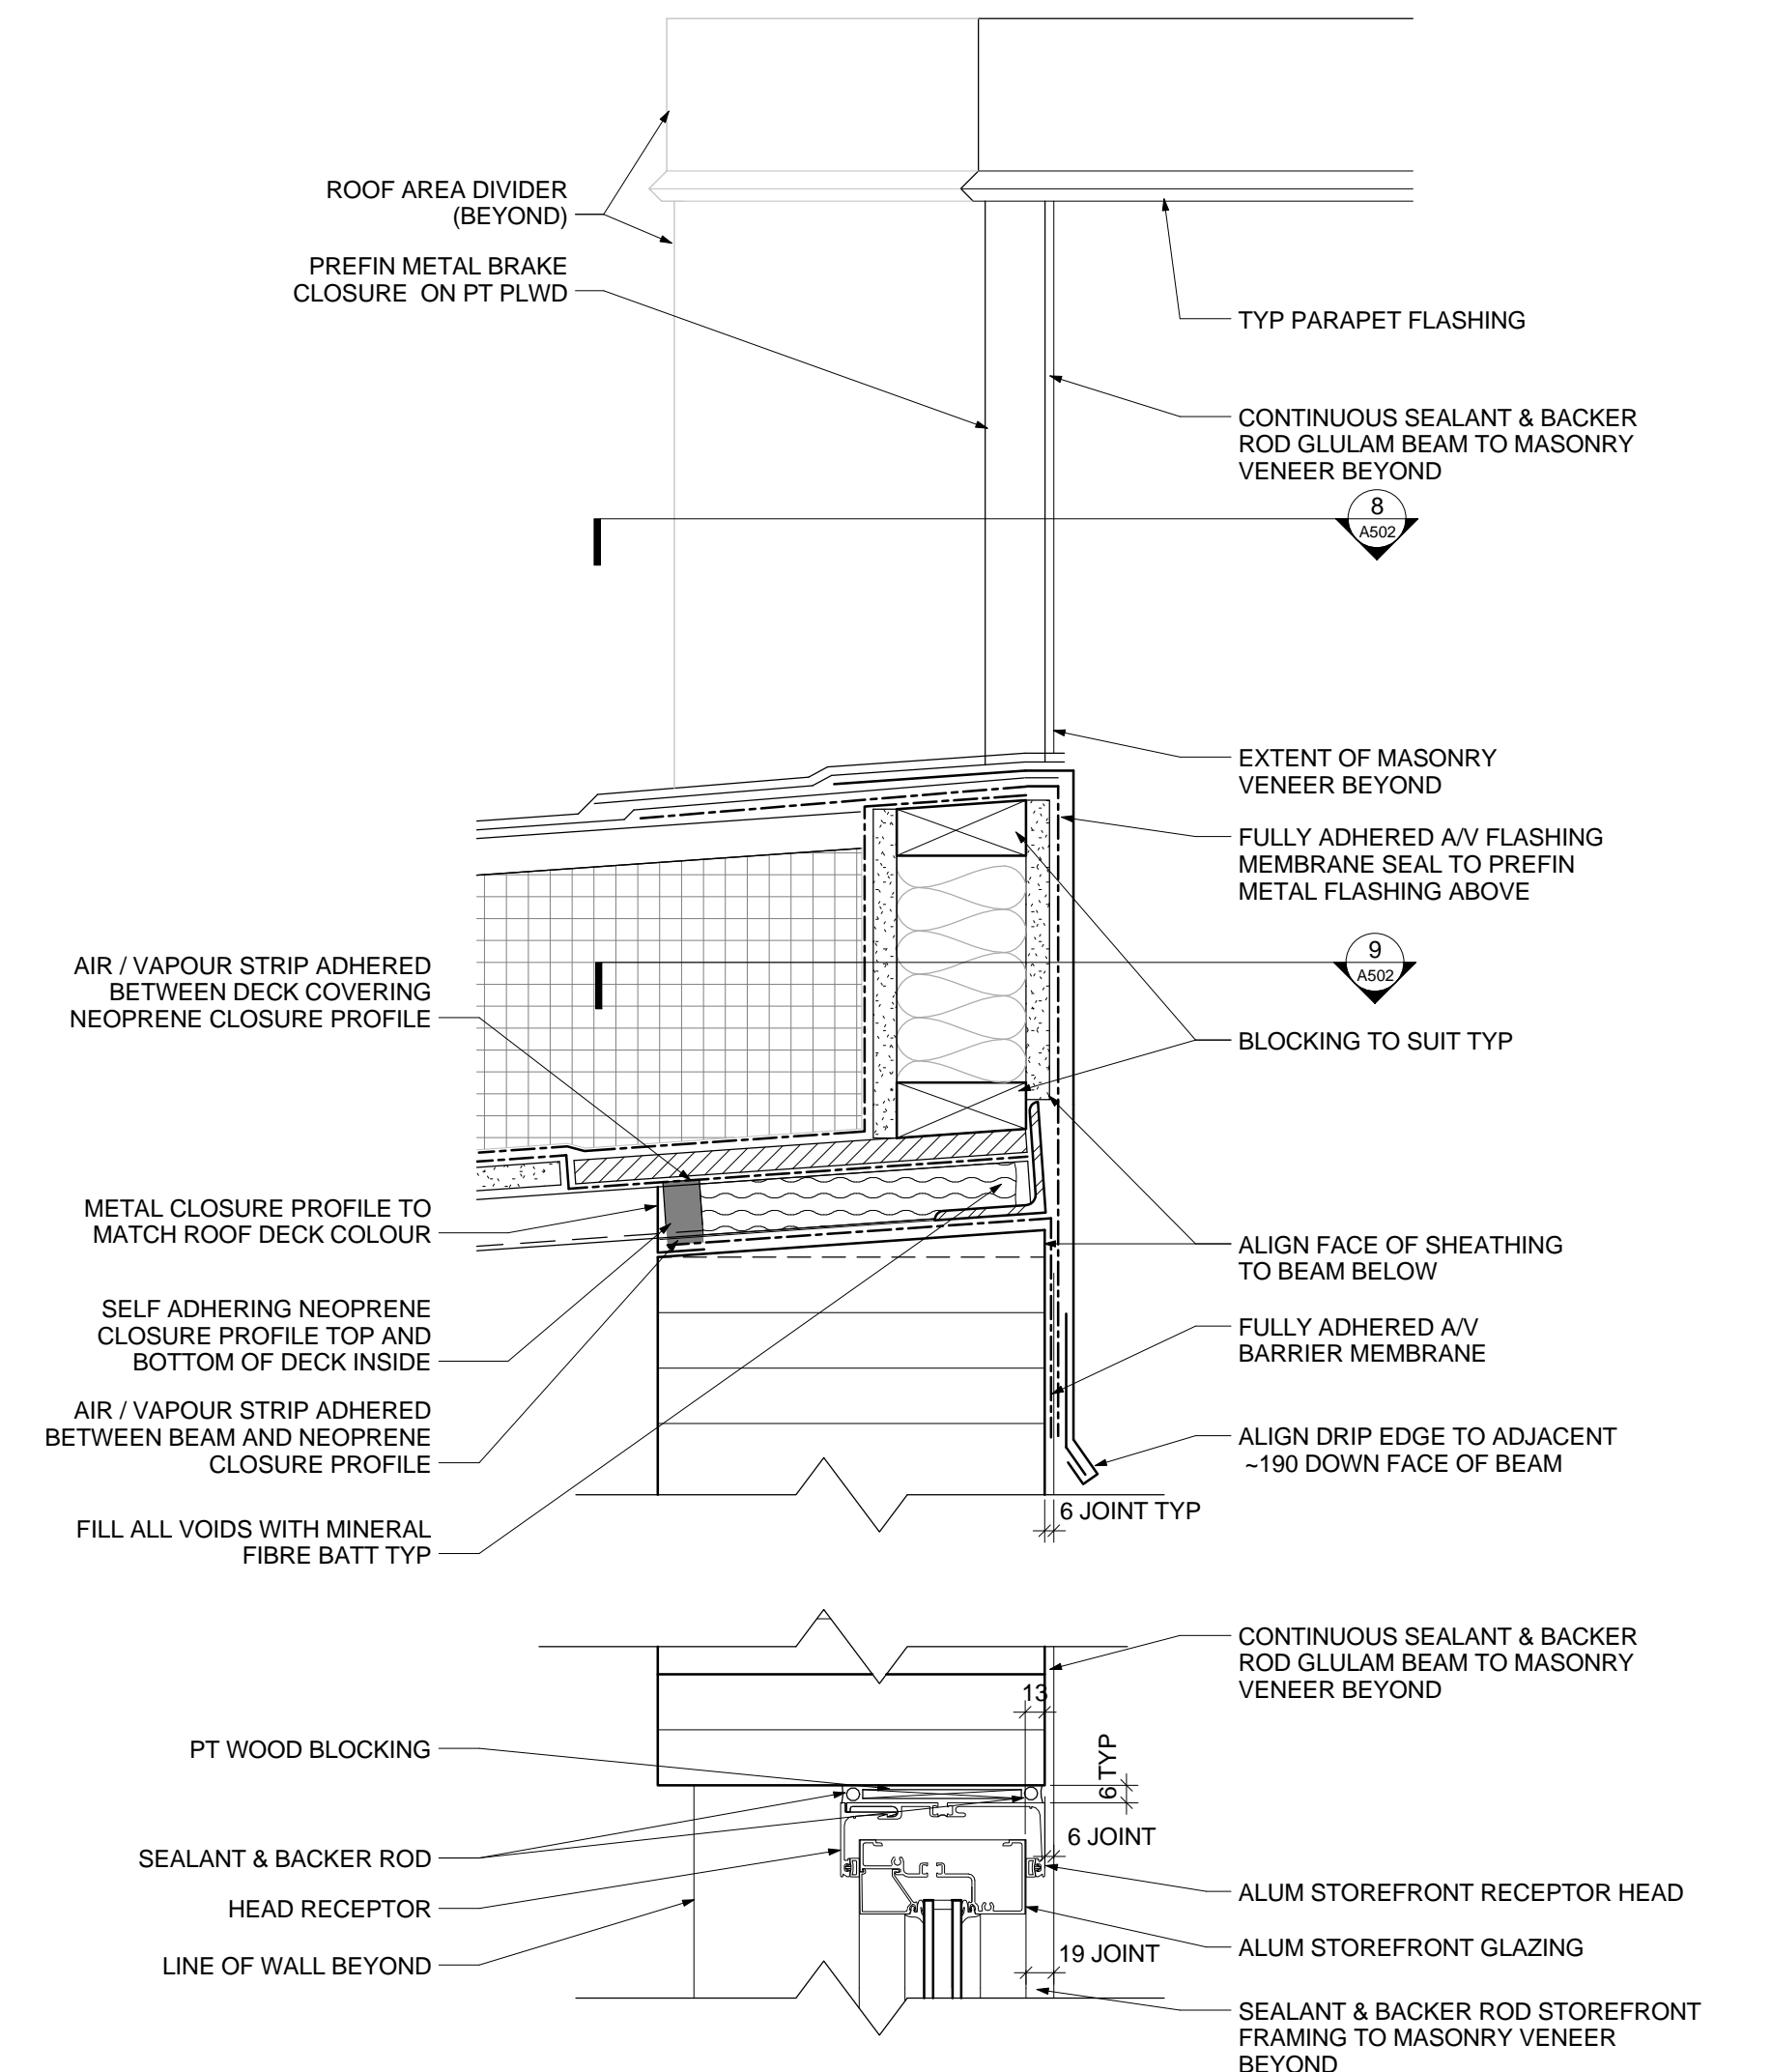 ROOF AREA DIVIDER
(BEYOND)
PREFIN METAL BRAKE
CLOSURE ON PT PLWD
TYP PARAPET FLASHING
CONTINUOUS SEALANT & BACKER
ROD GLULAM BEAM TO MASONRY
VENEER BEYOND
8
A502
EXTENT OF MASONRY
VENEER BEYOND
FULLY ADHERED A/V FLASHING
MEMBRANE SEAL TO PREFIN
METAL FLASHING ABOVE
9
A502
AIR / VAPOUR STRIP ADHERED
BETWEEN DECK COVERING
NEOPRENE CLOSURE PROFILE
BLOCKING TO SUIT TYP
METAL CLOSURE PROFILE TO
MATCH ROOF DECK COLOUR
ALIGN FACE OF SHEATHING
TO BEAM BELOW
SELF ADHERING NEOPRENE
CLOSURE PROFILE TOP AND
BOTTOM OF DECK INSIDE
FULLY ADHERED A/V
BARRIER MEMBRANE
AIR / VAPOUR STRIP ADHERED
BETWEEN BEAM AND NEOPRENE
CLOSURE PROFILE
ALIGN DRIP EDGE TO ADJACENT
~190 DOWN FACE OF BEAM
6 JOINT TYP
FILL ALL VOIDS WITH MINERAL
FIBRE BATT TYP
CONTINUOUS SEALANT & BACKER
ROD GLULAM BEAM TO MASONRY
VENEER BEYOND
13
PT WOOD BLOCKING
6 TYP
6 JOINT
SEALANT & BACKER ROD
HEAD RECEPTOR
ALUM STOREFRONT RECEPTOR HEAD
LINE OF WALL BEYOND
ALUM STOREFRONT GLAZING
19 JOINT
SEALANT & BACKER ROD STOREFRONT
FRAMING TO MASONRY VENEER
BEYOND